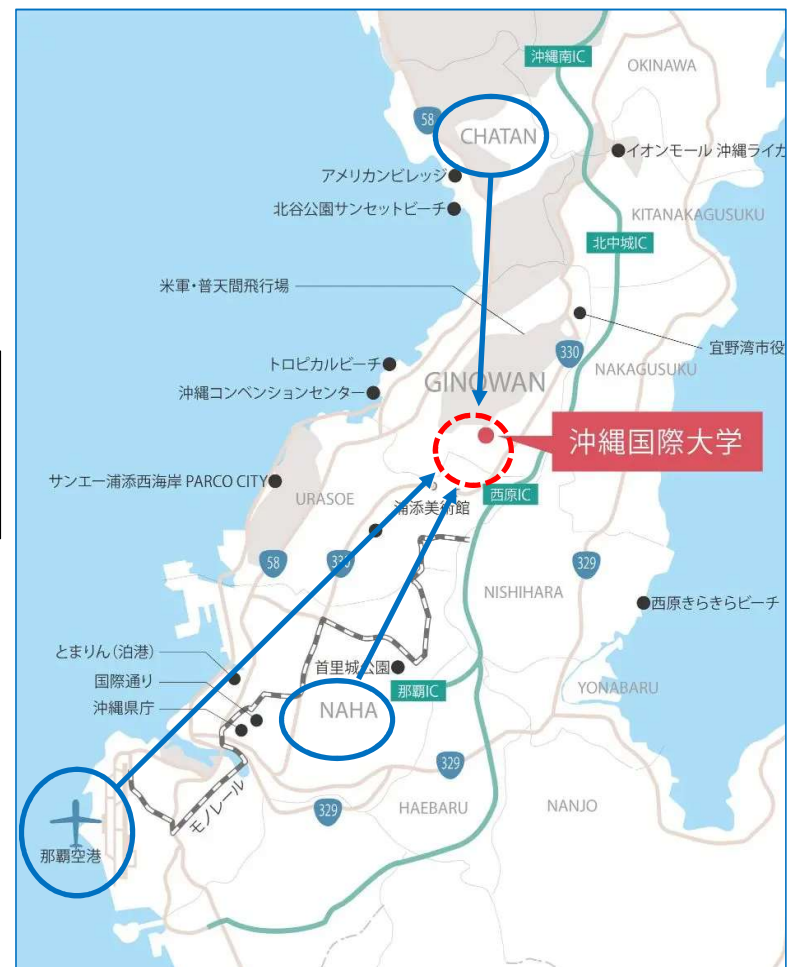 沖縄南IC
OKINAWA
58
CHATAN
イオンモール 沖縄ライカ
アメリカンビレッジ
北谷公園サンセットビーチ
KITANAKAGUSUKU
北中城IC
米軍・普天間飛行場
宜野湾市役
330
トロピカルビーチ
NAKAGUSUKU
GINOWAN
沖縄コンベンションセンター
沖縄国際大学
サンエー浦添西海岸 PARCO CITY
URASOE
西原IC
浦添美術館
58
330
329
NISHIHARA
西原きらきらビーチ
とまりん(泊港)
首里城公園
国際通り
那覇IC
YONABARU
沖縄県庁
NAHA
329
モノレール
329
HAEBARU
NANJO
那覇空港